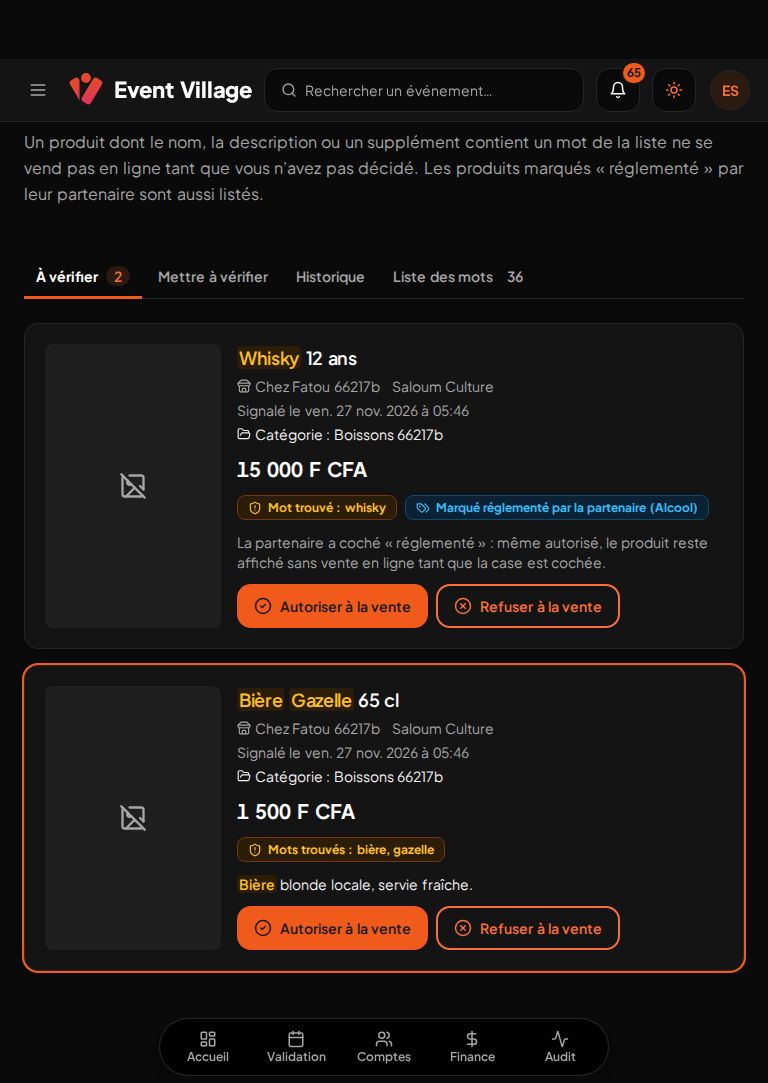 Event Village
Rechercher un événement...
65
ES
Un produit dont le nom, la description ou un supplément contient un mot de la liste ne se
vend pas en ligne tant que vous n’avez pas décidé. Les produits marqués « réglementé » par
leur partenaire sont aussi listés.
À vérifier 2
Mettre à vérifier
Historique
Liste des mots 36
Whisky 12 ans
Chez Fatou 66217b Saloum Culture
Signalé le ven. 27 nov. 2026 à 05:46
Catégorie : Boissons 66217b
15 000 F CFA
Mot trouvé : whisky
Marqué réglementé par la partenaire (Alcool)
La partenaire a coché « réglementé » : même autorisé, le produit reste
affiché sans vente en ligne tant que la case est cochée.
Autoriser à la vente
Refuser à la vente
Bière Gazelle 65 cl
Chez Fatou 66217b Saloum Culture
Signalé le ven. 27 nov. 2026 à 05:46
Catégorie : Boissons 66217b
1 500 F CFA
Mots trouvés : bière, gazelle
Bière blonde locale, servie fraîche.
Autoriser à la vente
Refuser à la vente
Accueil
Validation
Comptes
Finance
Audit